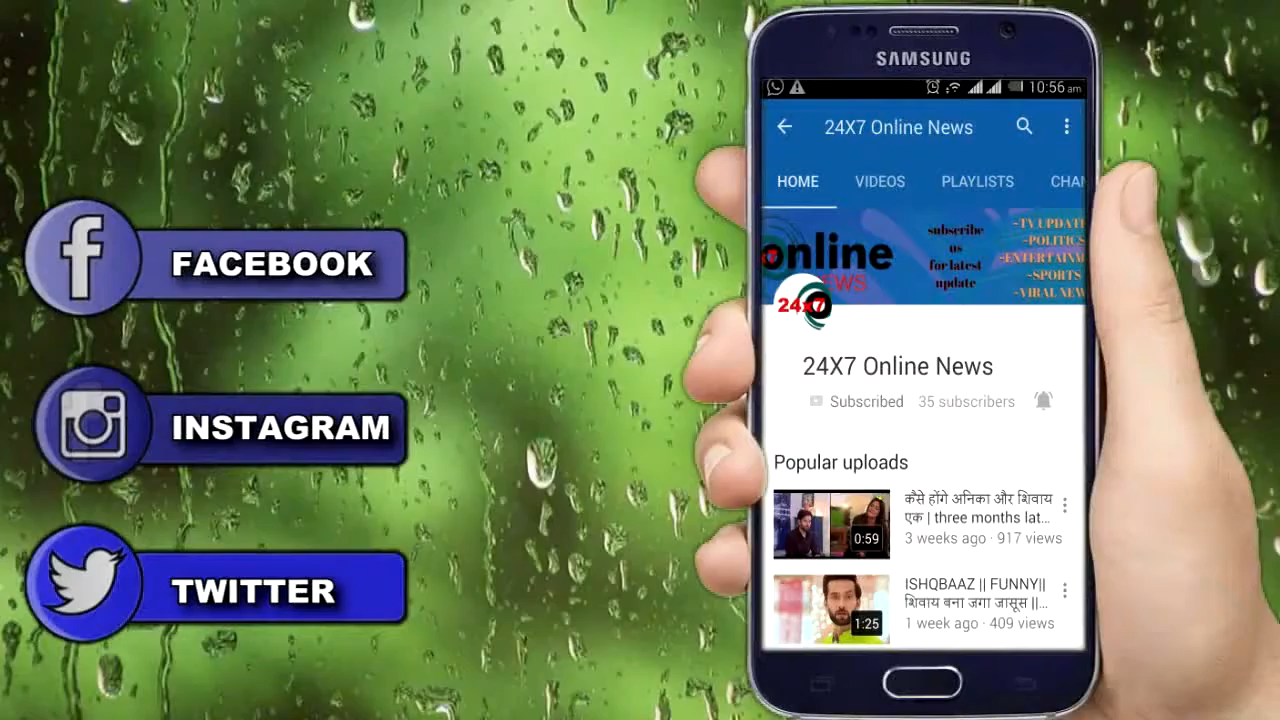 FACEBOOK
INSTAGRAM
TWITTER
SAMSUNG
10:56 am
24X7 Online News
HOME VIDEOS PLAYLISTS CHAN
online
NEWS
subscribe
us
for latest
update
~TV UPDATE
~POLITICS
~ENTERTAINM
~SPORTS
~VIRAL NEW
24x7
24X7 Online News
Subscribed 35 subscribers
Popular uploads
0:59
कैसे होंगे अनिका और शिवाय
एक | three months lat...
3 weeks ago · 917 views
1:25
ISHQBAAZ || FUNNY||
शिवाय बना जगा जासूस ||...
1 week ago · 409 views